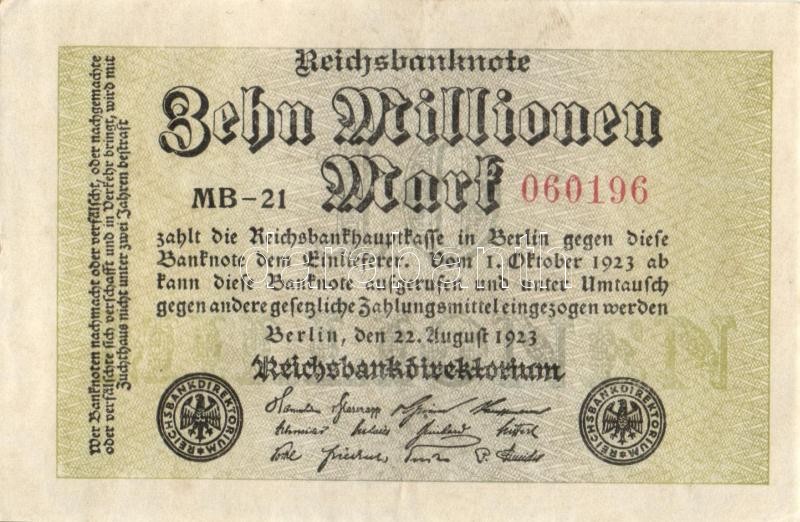 Reichsbanknote
Zehn Millionen
Mark
MB-21
060196
zahlt die Reichsbankhauptkasse in Berlin gegen diese
Banknote dem Einlieferer. Vom 1. Oktober 1923 ab
kann diese Banknote aufgerufen und unter Umtausch
gegen andere gesetzliche Zahlungsmittel eingezogen werden
Berlin, den 22. August 1923
Reichsbankdirektorium
REICHSBANKDIREKTORIUM
REICHSBANKDIREKTORIUM
Wer Banknoten nachmacht oder verfälscht, oder nachgemachte
oder verfälschte sich verschafft und in Verkehr bringt, wird mit
Zuchthaus nicht unter zwei Jahren bestraft